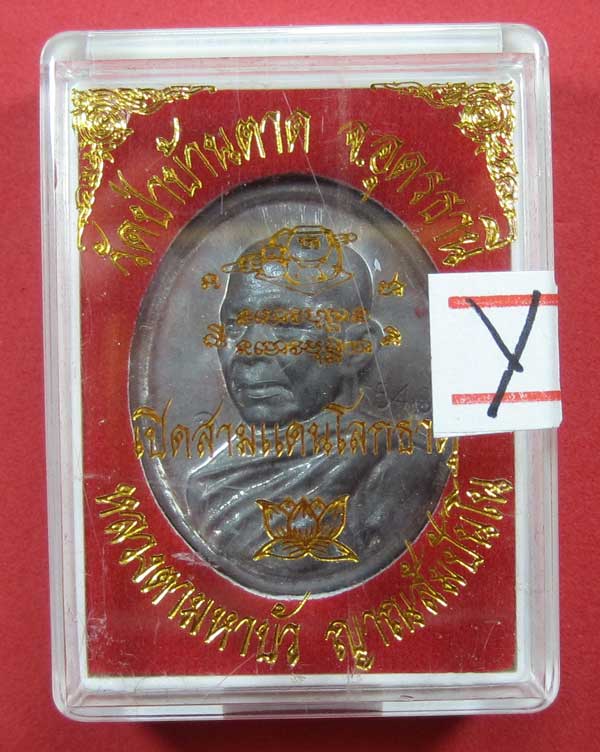 วัดป่าบ้านตาด จ.อุดรธานี
เปิดสามแดนโลกธาตุ
หลวงตามหาบัว ญาณสัมปันโน
Y